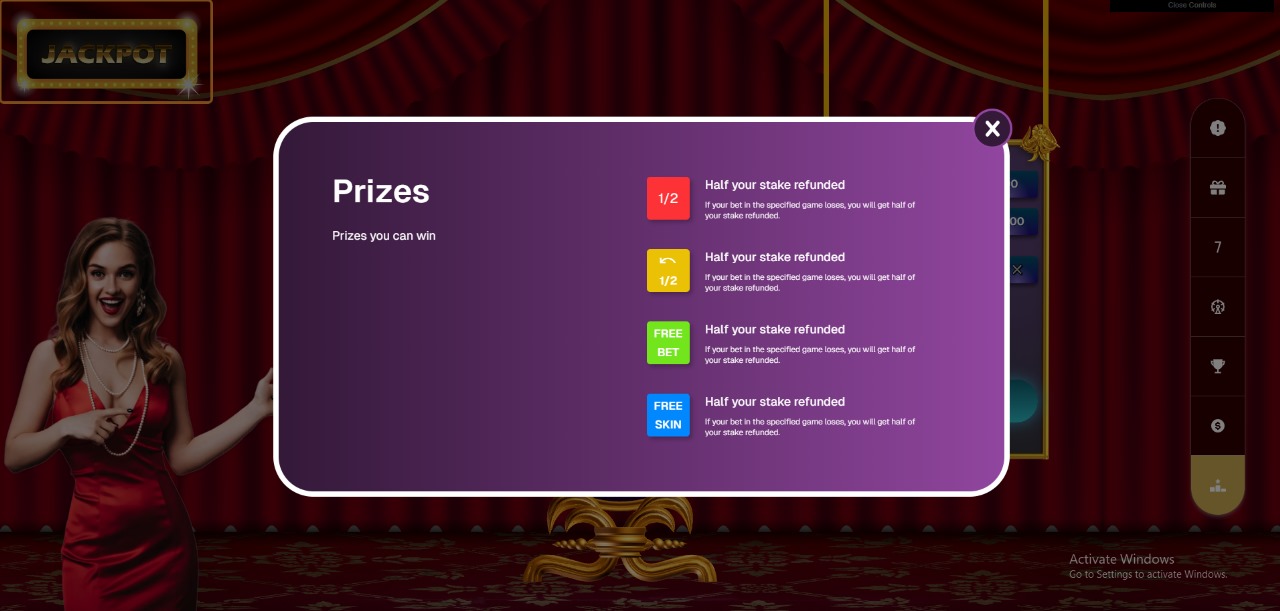 Close Controls
JACKPOT
Prizes
Prizes you can win
1/2
Half your stake refunded
If your bet in the specified game loses, you will get half of
your stake refunded.
1/2
Half your stake refunded
If your bet in the specified game loses, you will get half of
your stake refunded.
FREE
BET
Half your stake refunded
If your bet in the specified game loses, you will get half of
your stake refunded.
FREE
SKIN
Half your stake refunded
If your bet in the specified game loses, you will get half of
your stake refunded.
7
Activate Windows
Go to Settings to activate Windows.